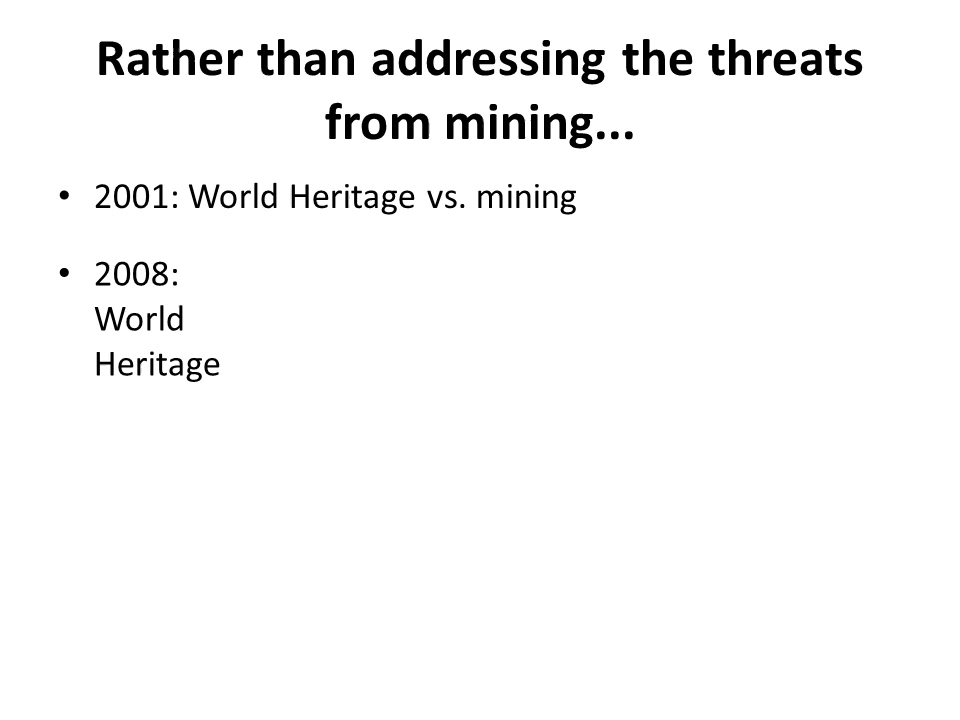 Rather than addressing the threats
from mining...
• 2001: World Heritage vs. mining
• 2008:
World
Heritage